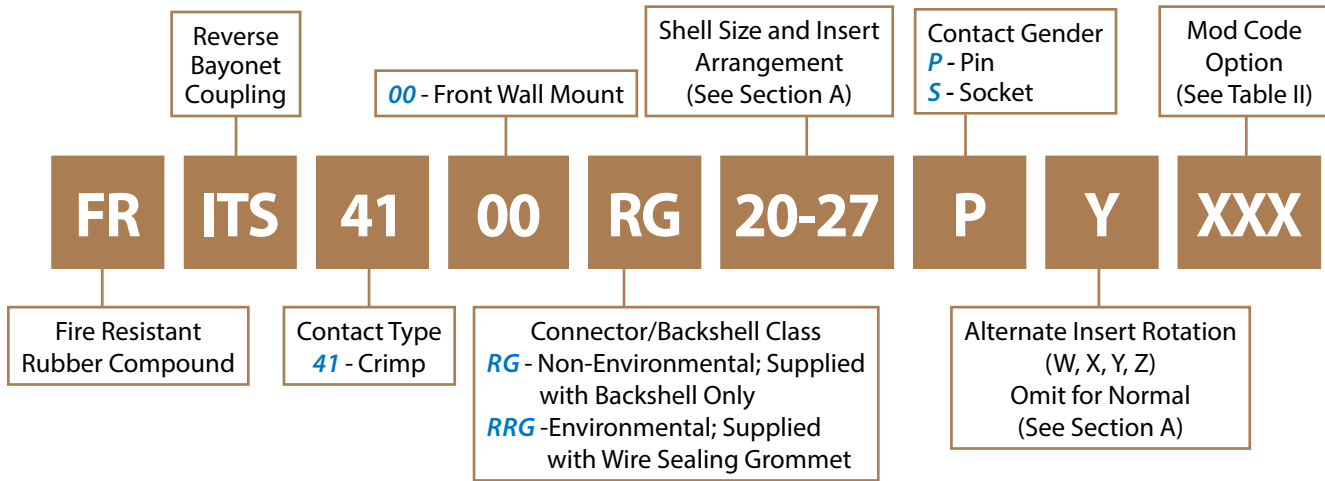 Reverse
Bayonet
Coupling
00 - Front Wall Mount
Shell Size and Insert
Arrangement
(See Section A)
Contact Gender
P - Pin
S - Socket
Mod Code
Option
(See Table II)
FR ITS 41 00 RG 20-27 P Y XXX
Fire Resistant
Rubber Compound
Contact Type
41 - Crimp
Connector/Backshell Class
RG - Non-Environmental; Supplied
with Backshell Only
RRG -Environmental; Supplied
with Wire Sealing Grommet
Alternate Insert Rotation
(W, X, Y, Z)
Omit for Normal
(See Section A)